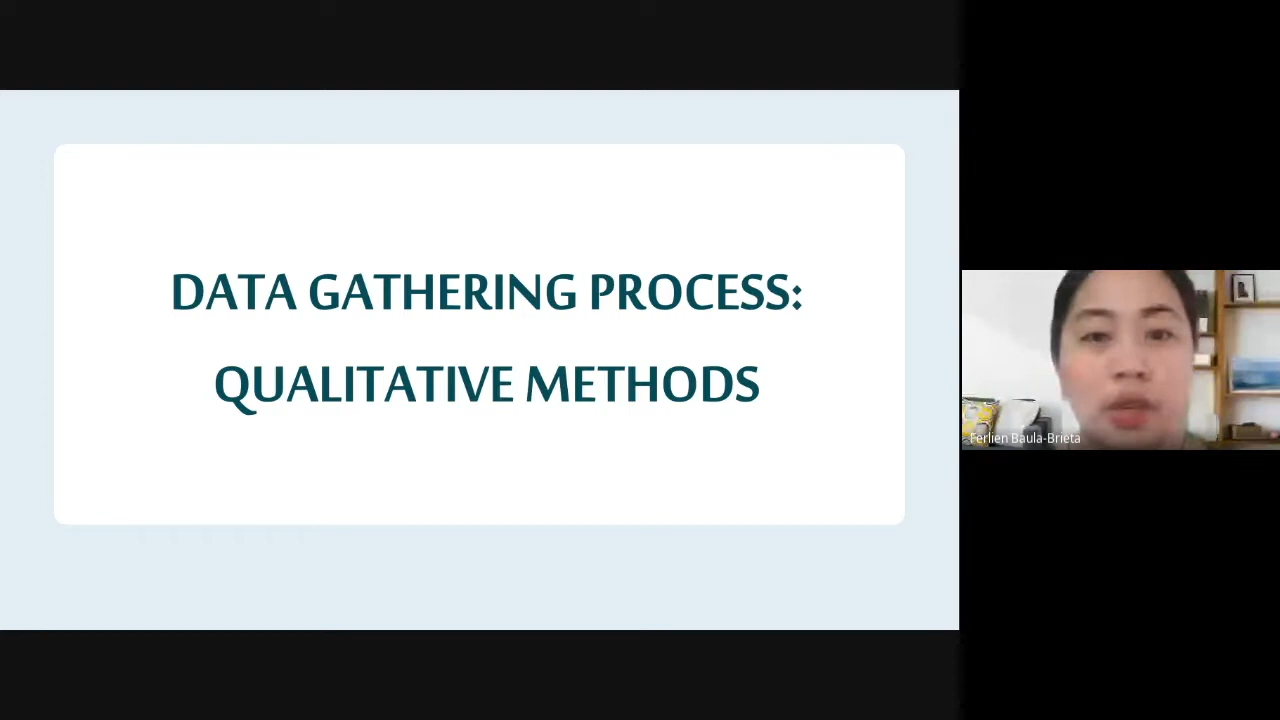 DATA GATHERING PROCESS:
QUALITATIVE METHODS
Ferlien Baula-Brieta